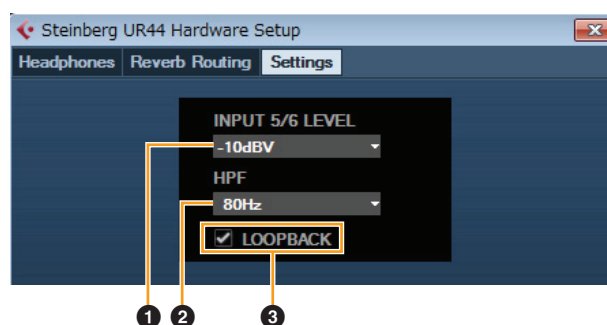 Steinberg UR44 Hardware Setup
Headphones Reverb Routing Settings
INPUT 5/6 LEVEL
-10dBV
HPF
80Hz
LOOPBACK
1 2 3